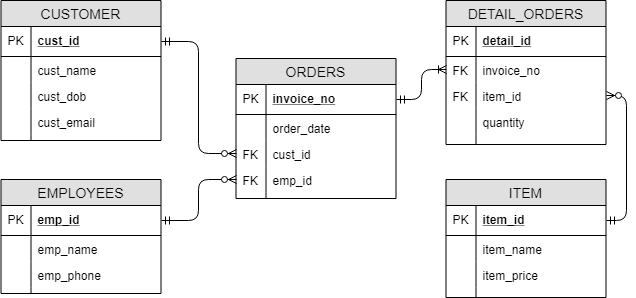 CUSTOMER
PK cust_id
cust_name
cust_dob
cust_email
EMPLOYEES
PK emp_id
emp_name
emp_phone
ORDERS
PK invoice_no
order_date
FK cust_id
FK emp_id
DETAIL_ORDERS
PK detail_id
FK invoice_no
FK item_id
quantity
ITEM
PK item_id
item_name
item_price